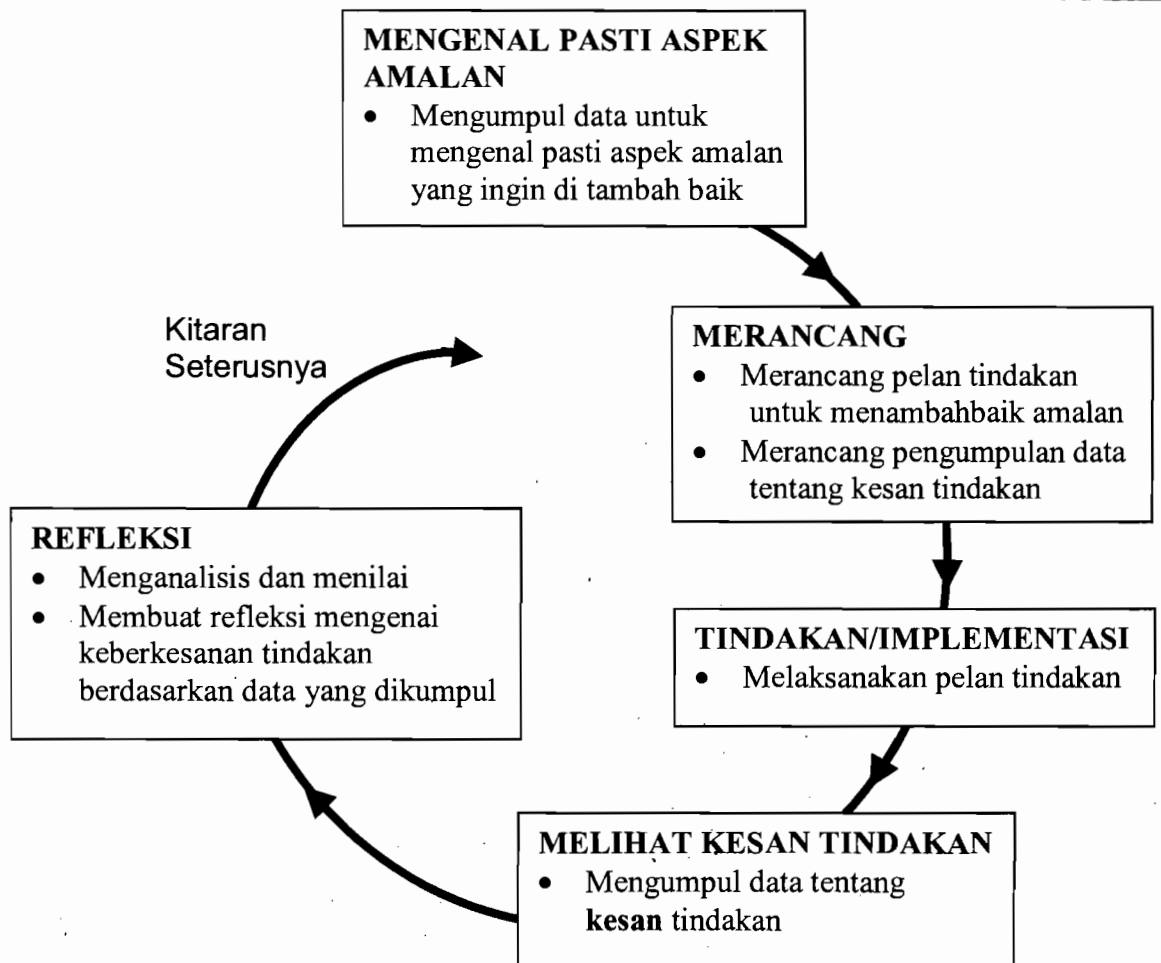 MENGENAL PASTI ASPEK
AMALAN
• Mengumpul data untuk
mengenal pasti aspek amalan
yang ingin di tambah baik
Kitaran
Seterusnya
MERANCANG
• Merancang pelan tindakan
untuk menambahbaik amalan
• Merancang pengumpulan data
tentang kesan tindakan
REFLEKSI
• Menganalisis dan menilai
• Membuat refleksi mengenai
keberkesanan tindakan
berdasarkan data yang dikumpul
TINDAKAN/IMPLEMENTASI
• Melaksanakan pelan tindakan
MELIHAT KESAN TINDAKAN
• Mengumpul data tentang
kesan tindakan